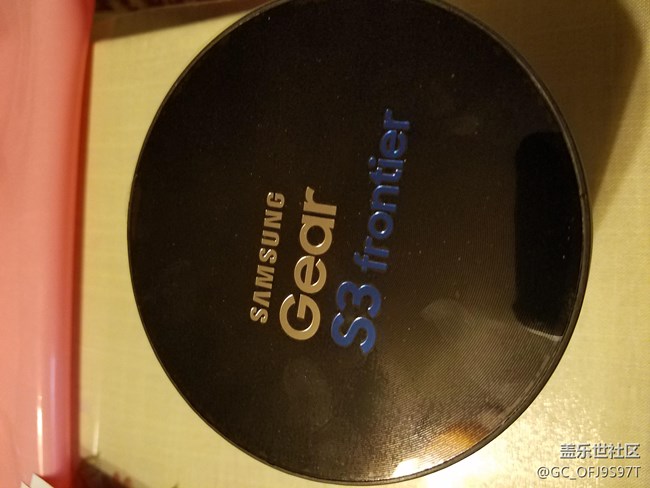 SAMSUNG
Gear
S3 frontier
盖乐世社区
@GC_OFJ9S97T